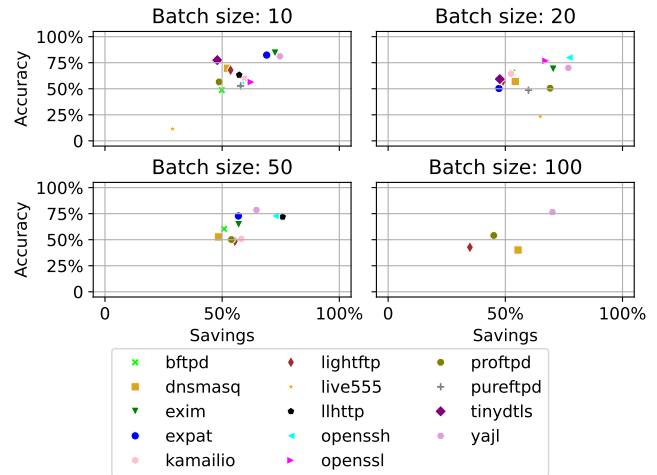 Batch size: 10
Batch size: 20
100%
75%
50%
25%
0
Accuracy
Batch size: 50
Batch size: 100
100%
75%
50%
25%
0
Accuracy
0
50%
100%
0
50%
100%
Savings
Savings
bftpd
dnsmasq
exim
expat
kamailio
lightftp
live555
llhttp
openssh
openssl
proftpd
pureftpd
tinydtls
yajl